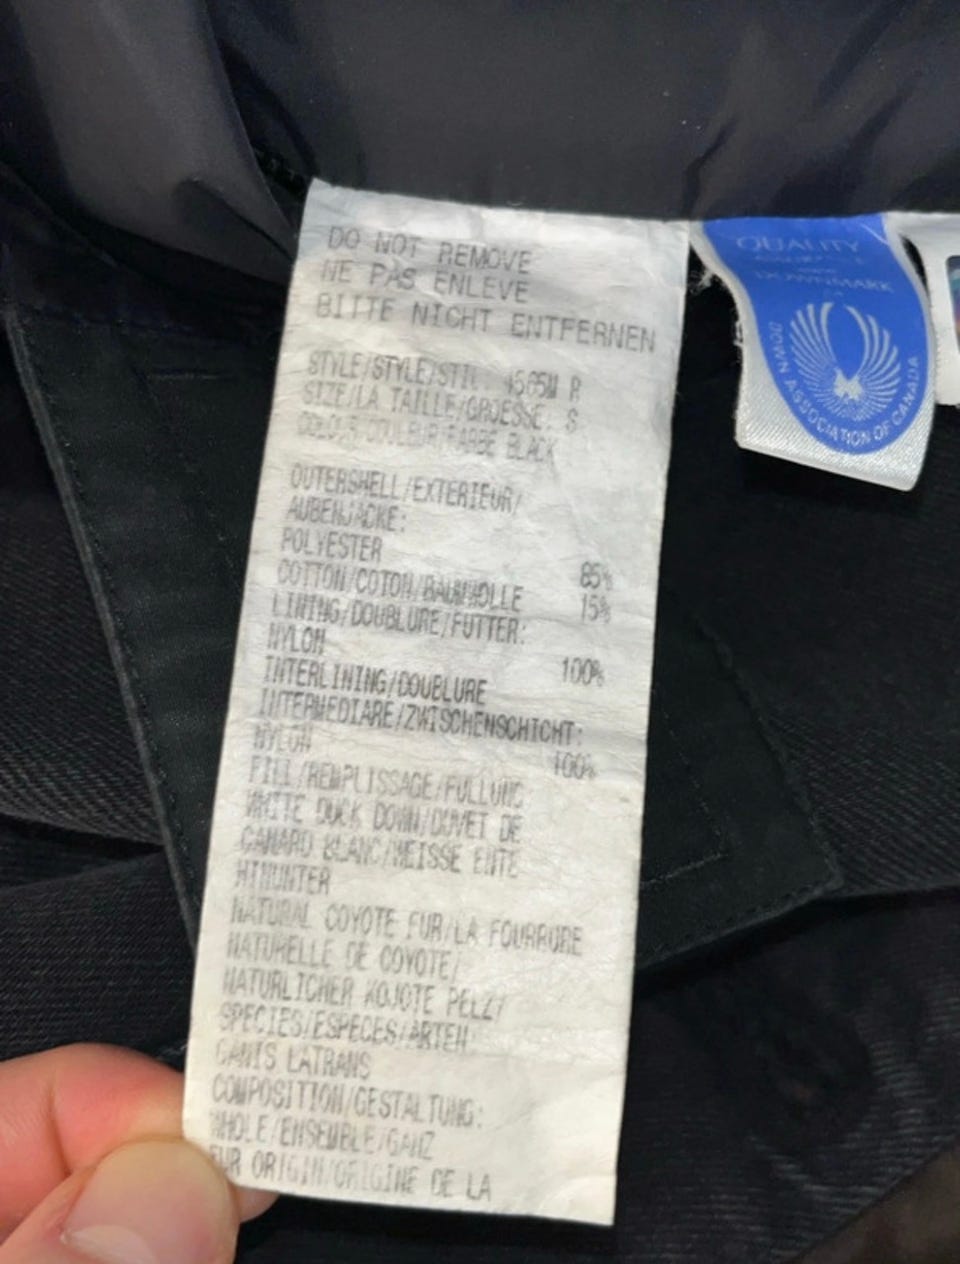 DO NOT REMOVE
NE PAS ENLEVE
BITTE NICHT ENTFERNEN
STYLE/STYLE/STIL: 4565M R
SIZE/LA TAILLE/GROESSE: S
COLOUR/FARBE BLACK
OUTERSHELL/EXTERIEUR/
AUBENJACKE:
POLYESTER 85%
COTTON/COTON/BAUMWOLLE 15%
LINING/DOUBLURE/FUTTER:
NYLON 100%
INTERLINING/DOUBLURE
INTERMEDIARE/ZWISCHENSCHICHT:
NYLON 100%
FILL/REMPLISSAGE/FULLUNG
WHITE DUCK DOWN/DUVET DE
CANARD BLANC/WEISSE ENTE
HINUNTER
NATURAL COYOTE FUR/LA FOURRURE
NATURELLE DE COYOTE/
NATURLICHER KOJOTE PELZ/
SPECIES/ESPECES/ARTEN:
CANIS LATRANS
COMPOSITION/GESTALTUNG:
WHOLE/ENSEMBLE/GANZ
FUR ORIGIN/ORIGINE DE LA
QUALITY
DOWNMARK
DOWN ASSOCIATION OF CANADA